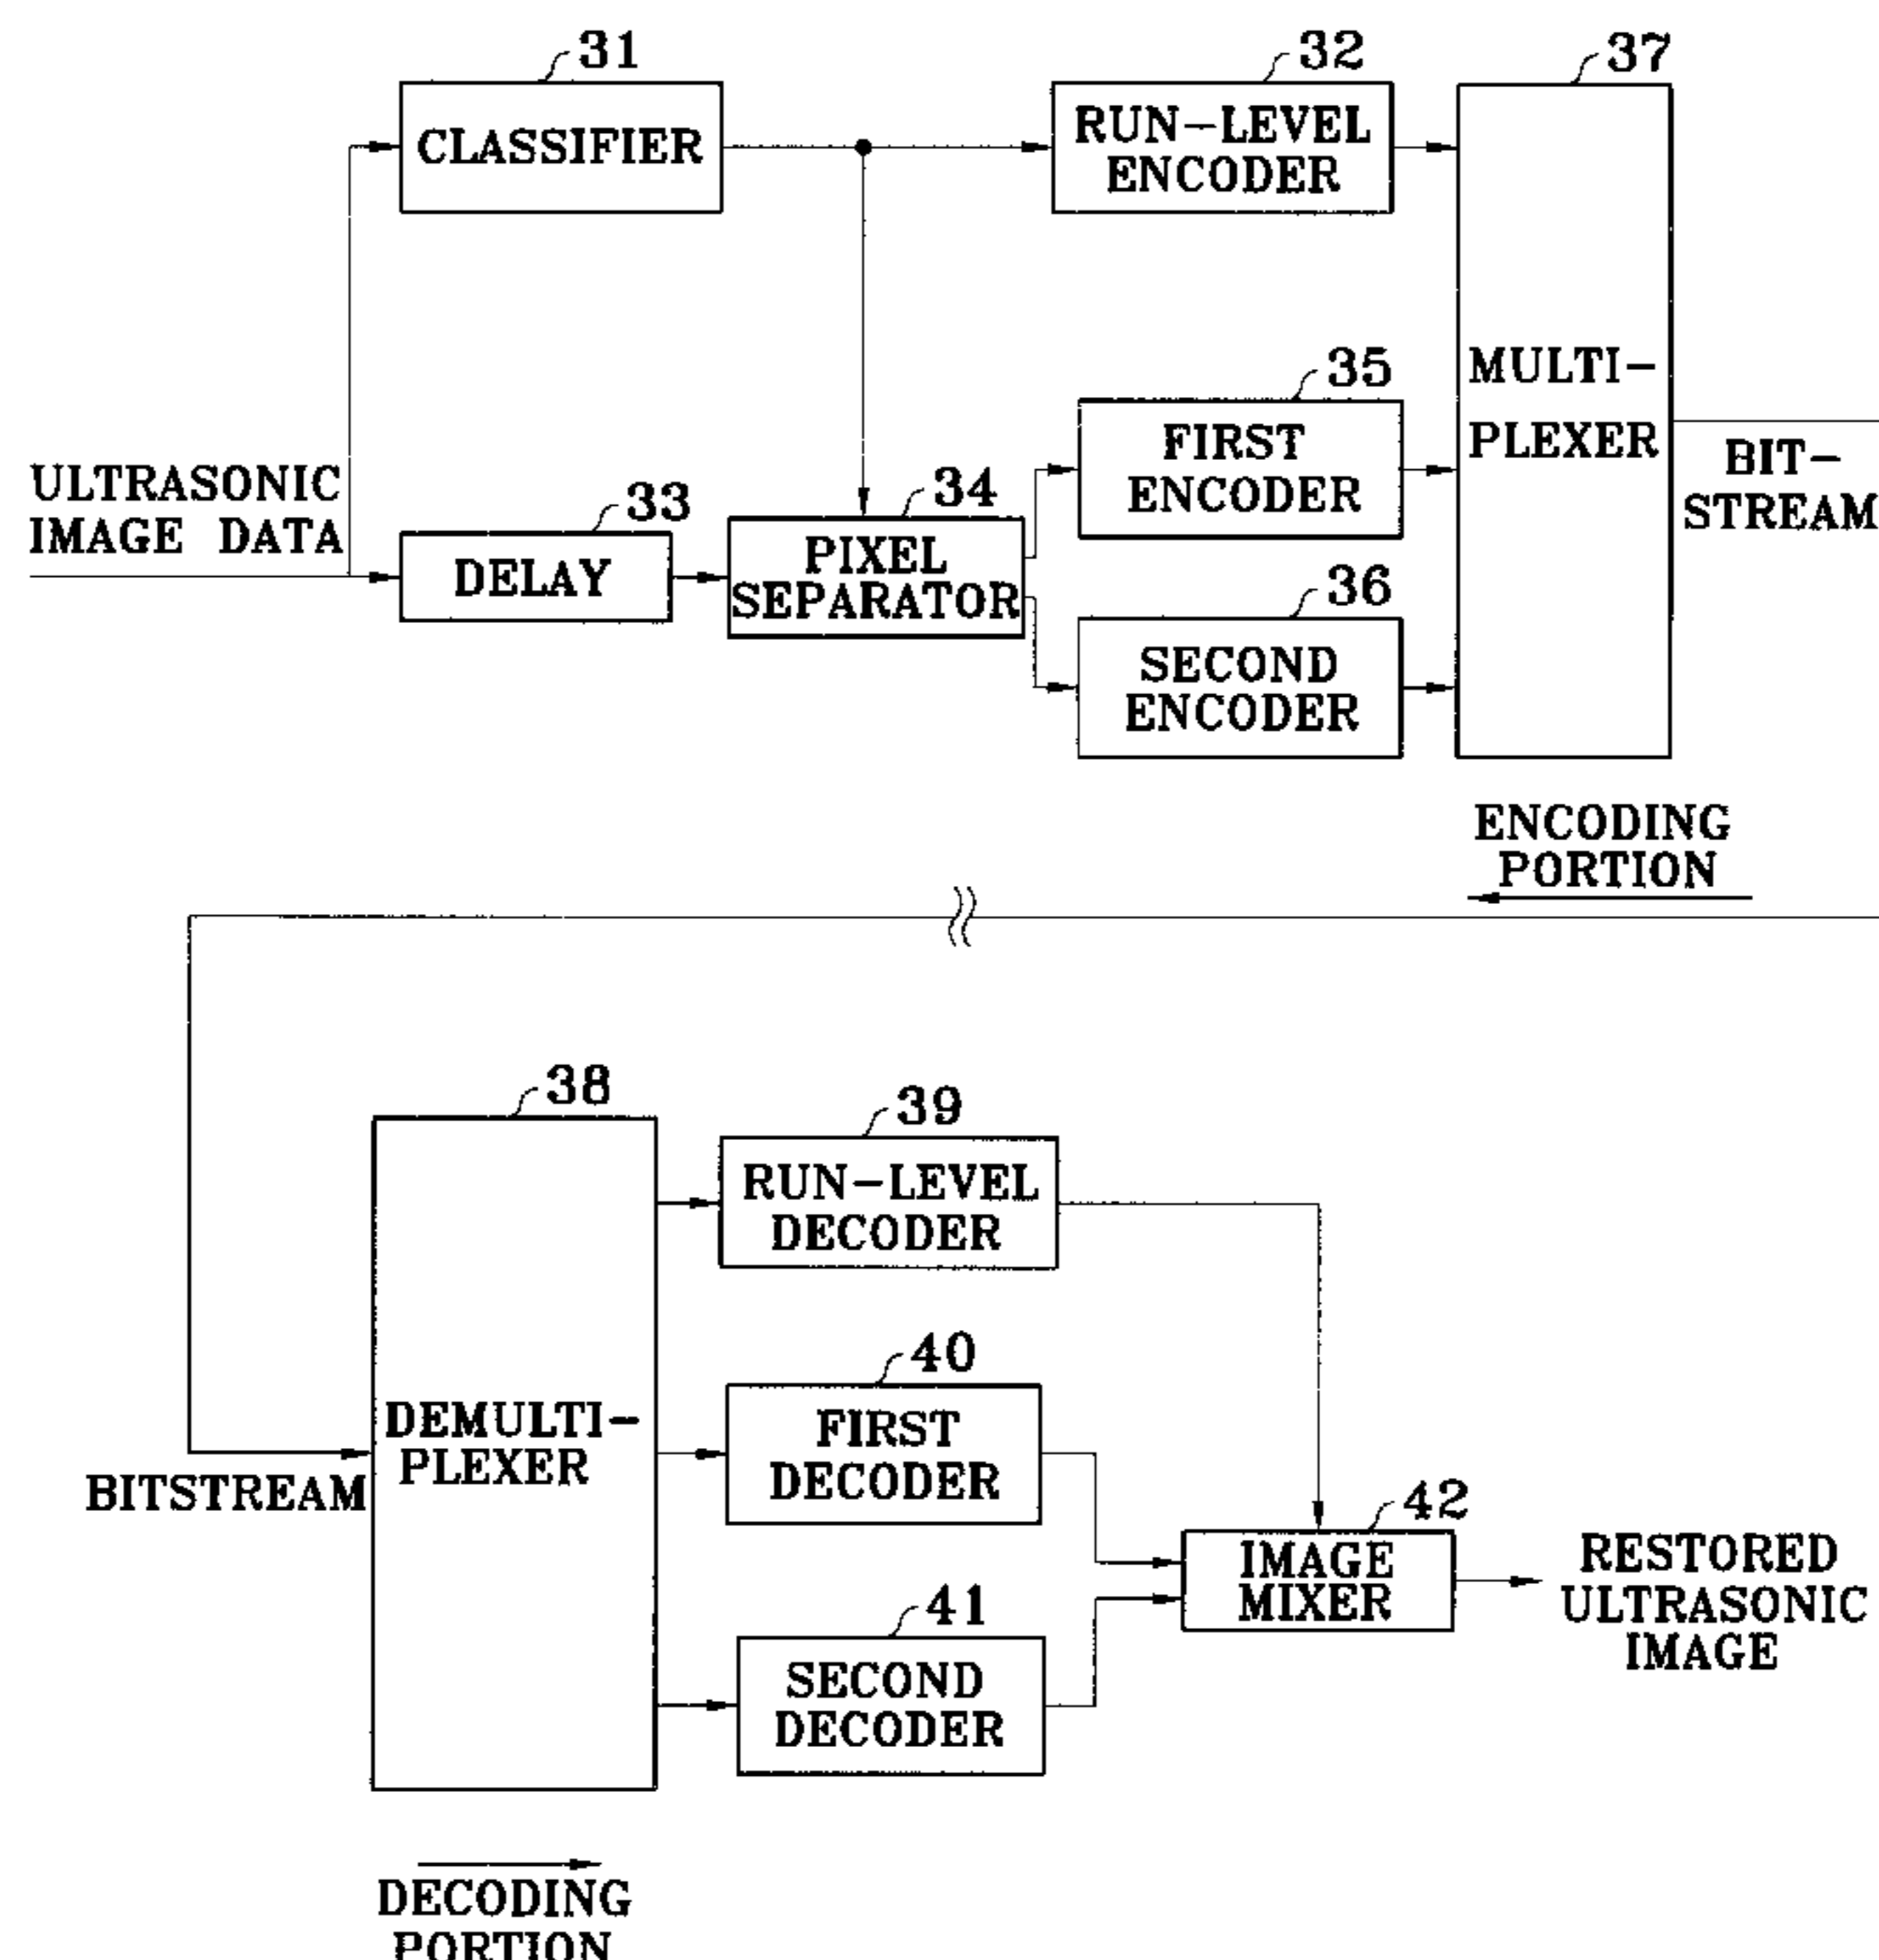 31
CLASSIFIER
32
RUN-LEVEL
ENCODER
37
MULTI-
PLEXER
ULTRASONIC
IMAGE DATA
33
DELAY
34
PIXEL
SEPARATOR
35
FIRST
ENCODER
36
SECOND
ENCODER
BIT-
STREAM
ENCODING
PORTION
38
DEMULTI-
PLEXER
BITSTREAM
39
RUN-LEVEL
DECODER
40
FIRST
DECODER
41
SECOND
DECODER
42
IMAGE
MIXER
RESTORED
ULTRASONIC
IMAGE
DECODING
PORTION